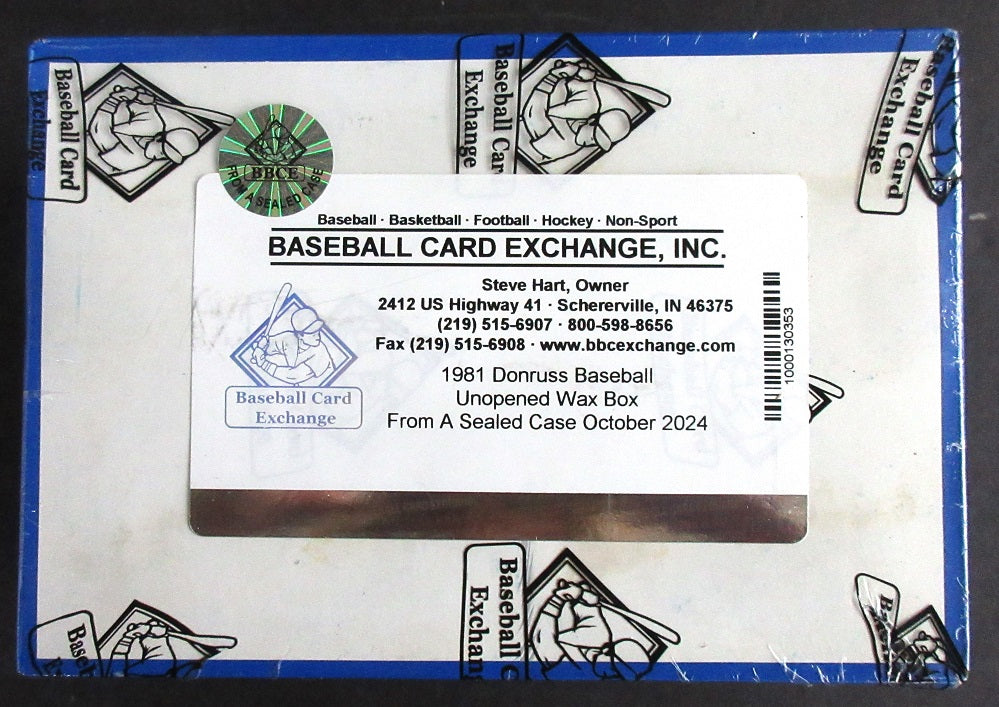 Baseball Card
Exchange
Baseball Card
Exchange
Baseball Card
Exchange
BBCE
FROM A SEALED CASE
Baseball · Basketball · Football · Hockey · Non-Sport
BASEBALL CARD EXCHANGE, INC.
Steve Hart, Owner
2412 US Highway 41 · Schererville, IN 46375
(219) 515-6907 · 800-598-8656
Fax (219) 515-6908 · www.bbcexchange.com
1981 Donruss Baseball
Unopened Wax Box
From A Sealed Case October 2024
Baseball Card
Exchange
1000130353
Baseball C
Exchan
Baseb